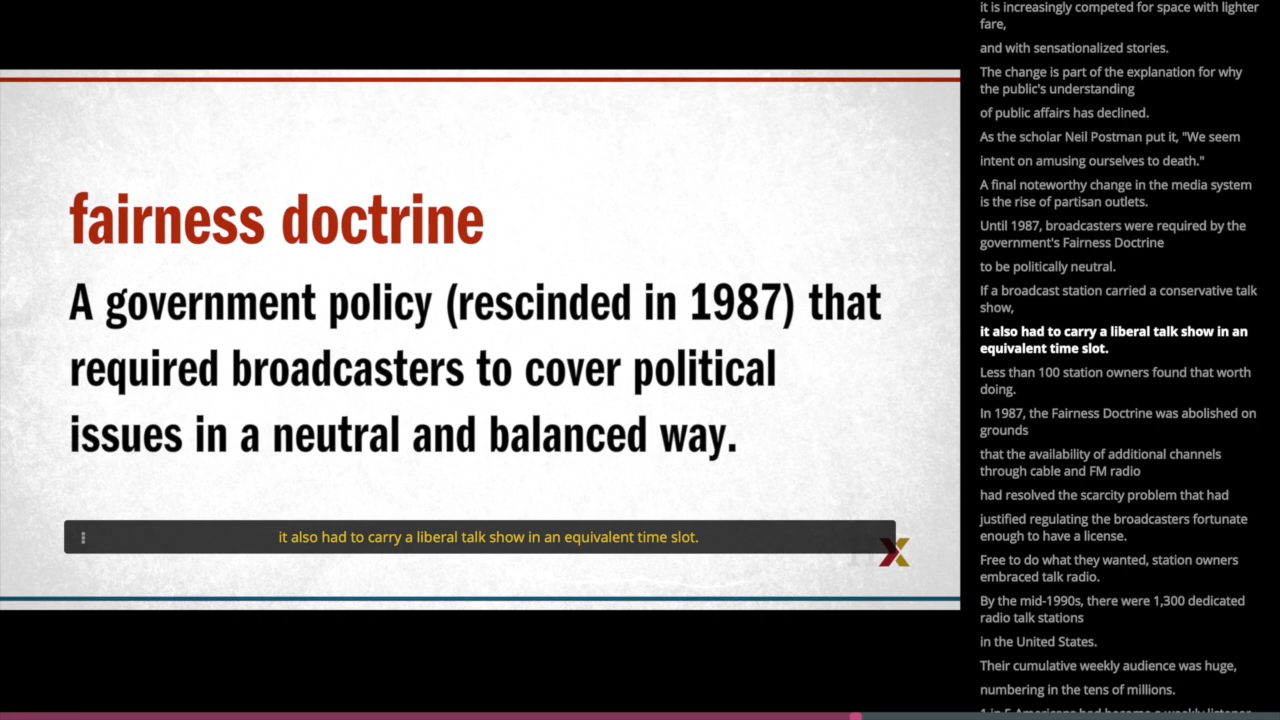 fairness doctrine
A government policy (rescinded in 1987) that
required broadcasters to cover political
issues in a neutral and balanced way.
it also had to carry a liberal talk show in an equivalent time slot.
X
it is increasingly competed for space with lighter
fare,
and with sensationalized stories.
The change is part of the explanation for why
the public's understanding
of public affairs has declined.
As the scholar Neil Postman put it, "We seem
intent on amusing ourselves to death."
A final noteworthy change in the media system
is the rise of partisan outlets.
Until 1987, broadcasters were required by the
government's Fairness Doctrine
to be politically neutral.
If a broadcast station carried a conservative talk
show,
it also had to carry a liberal talk show in an
equivalent time slot.
Less than 100 station owners found that worth
doing.
In 1987, the Fairness Doctrine was abolished on
grounds
that the availability of additional channels
through cable and FM radio
had resolved the scarcity problem that had
justified regulating the broadcasters fortunate
enough to have a license.
Free to do what they wanted, station owners
embraced talk radio.
By the mid-1990s, there were 1,300 dedicated
radio talk stations
in the United States.
Their cumulative weekly audience was huge,
numbering in the tens of millions.